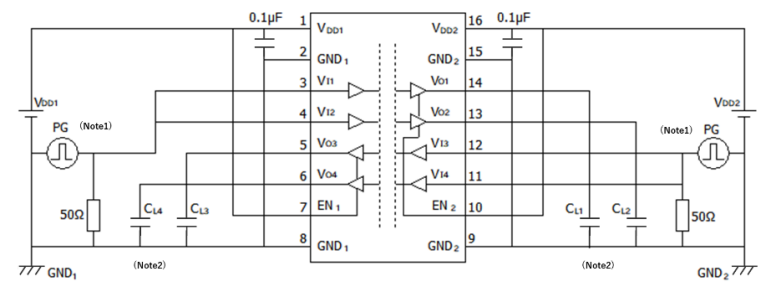 0.1μF 1 16 0.1μF
VDD1 VDD2
2 GND1 GND2 15
3 VI1 VO1 14
VDD1 4 VI2 VO2 13 VDD2
PG (Note1) (Note1) PG
5 VO3 VI3 12
6 VO4 VI4 11
50Ω CL4 CL3 7 EN1 EN2 10 CL1 CL2 50Ω
8 GND1 GND2 9
GND1 (Note2) (Note2) GND2